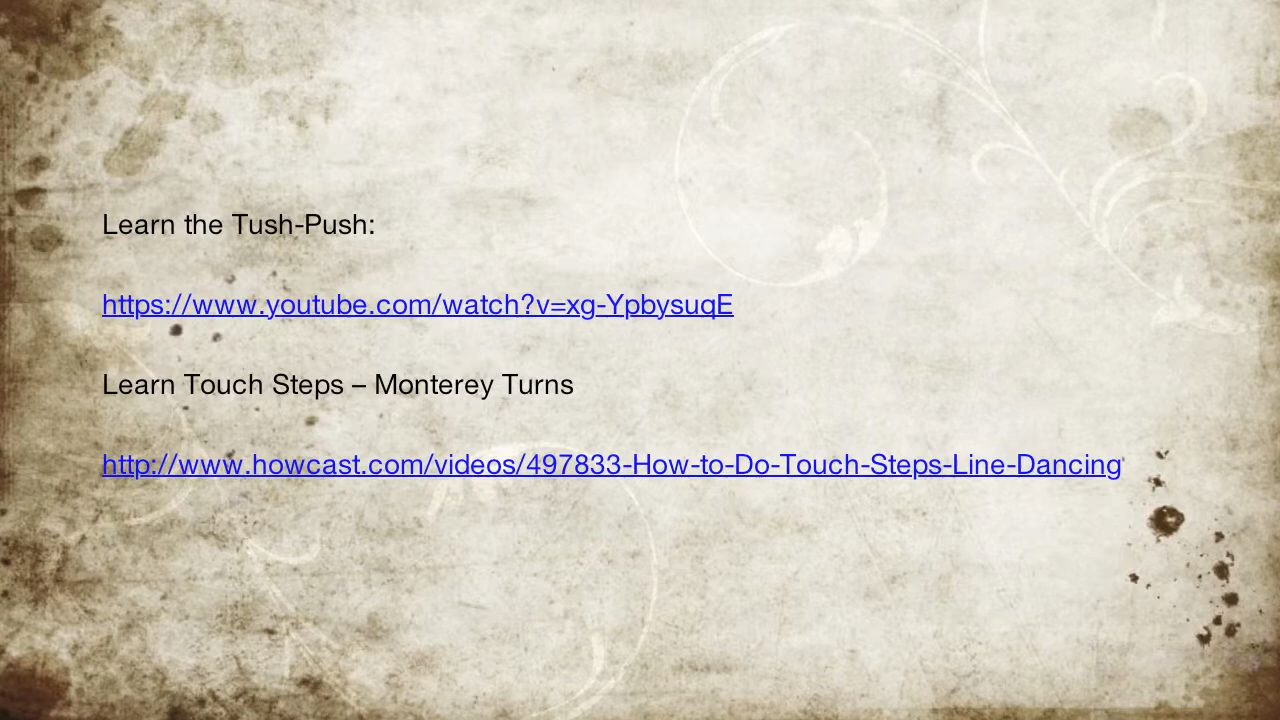 Learn the Tush-Push:
https://www.youtube.com/watch?v=xg-YpbysuqE
Learn Touch Steps – Monterey Turns
http://www.howcast.com/videos/497833-How-to-Do-Touch-Steps-Line-Dancing